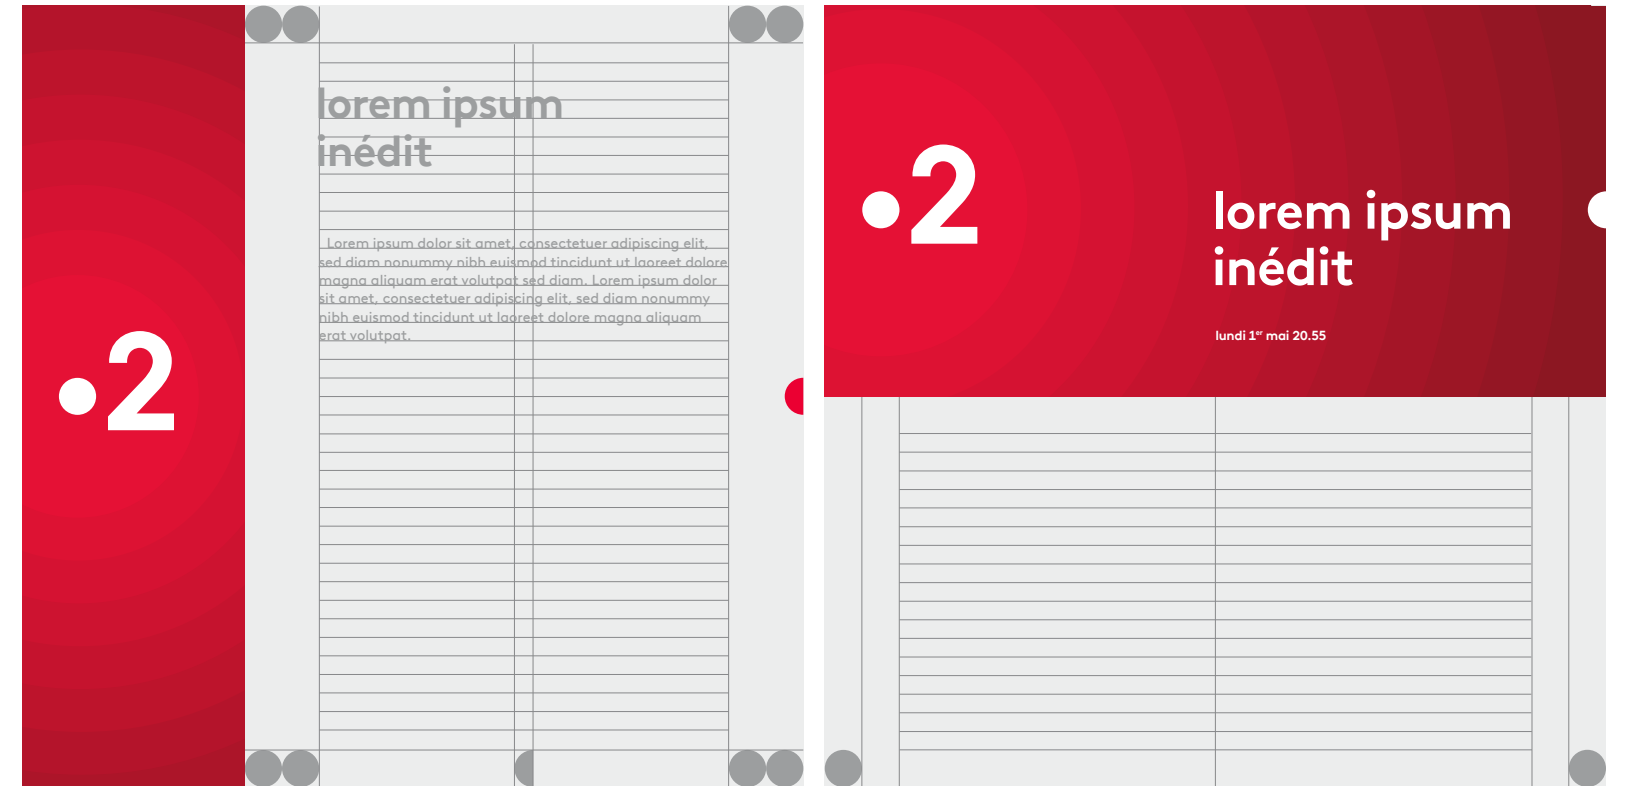 2
lorem ipsum
inédit
Lorem ipsum dolor sit amet, consectetuer adipiscing elit,
sed diam nonummy nibh euismod tincidunt ut laoreet dolore
magna aliquam erat volutpat sed diam. Lorem ipsum dolor
sit amet, consectetuer adipiscing elit, sed diam nonummy
nibh euismod tincidunt ut laoreet dolore magna aliquam
erat volutpat.
2
lorem ipsum
inédit
lundi 1er mai 20.55